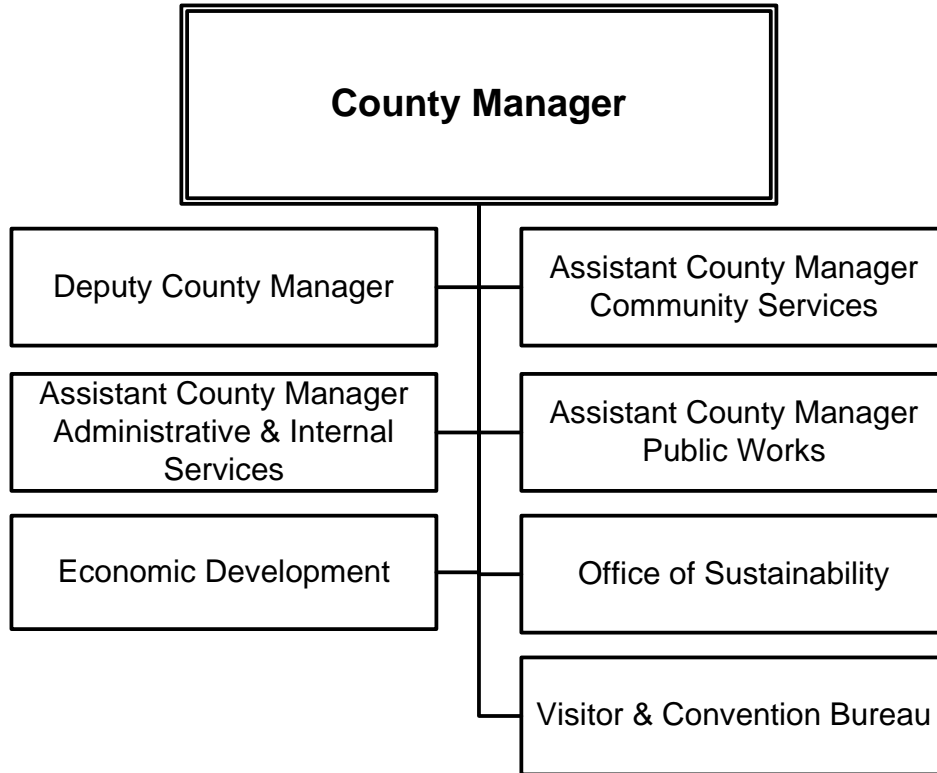 County Manager
Deputy County Manager
Assistant County Manager
Community Services
Assistant County Manager
Administrative & Internal
Services
Assistant County Manager
Public Works
Economic Development
Office of Sustainability
Visitor & Convention Bureau